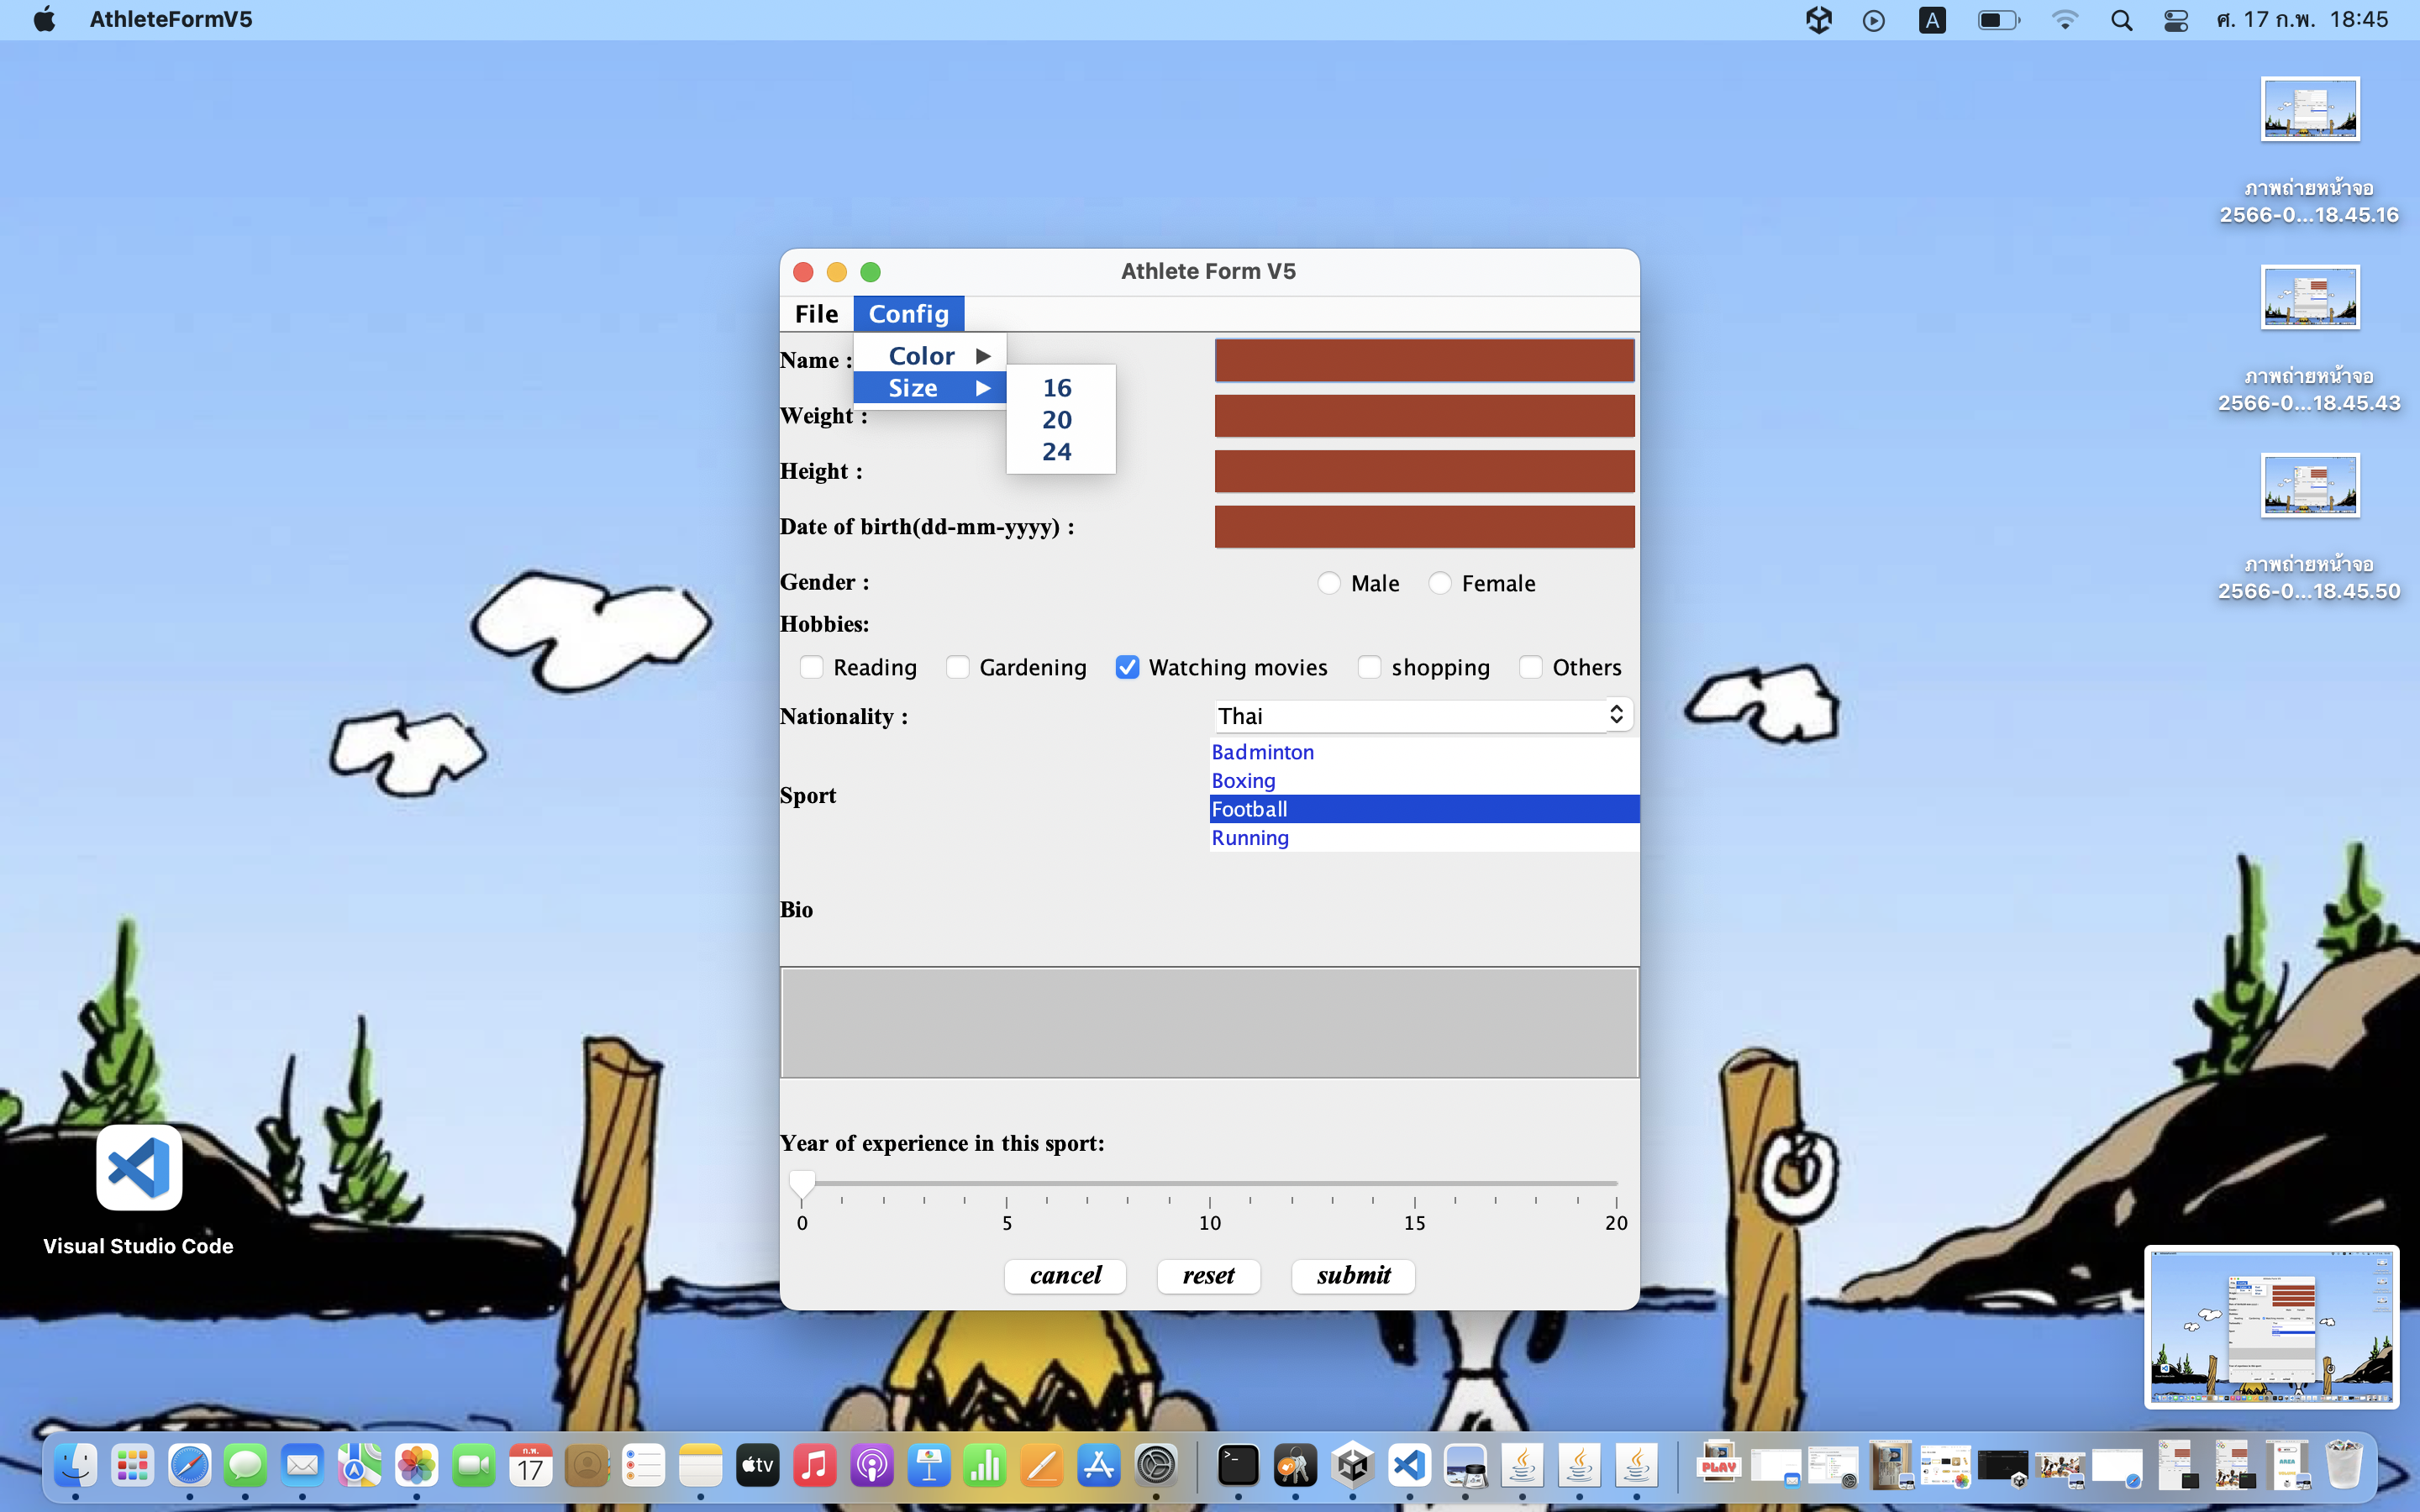 AthleteFormV5
A
ศ. 17 ก.พ. 18:45
ภาพถ่ายหน้าจอ
2566-0...18.45.16
ภาพถ่ายหน้าจอ
2566-0...18.45.43
ภาพถ่ายหน้าจอ
2566-0...18.45.50
Athlete Form V5
File Config
Color
Size
16
20
24
Name :
Weight :
Height :
Date of birth(dd-mm-yyyy) :
Gender : Male Female
Hobbies:
Reading Gardening Watching movies shopping Others
Nationality : Thai
Sport
Badminton
Boxing
Football
Running
Bio
Year of experience in this sport:
0 5 10 15 20
cancel reset submit
Visual Studio Code
ก.พ.
17
tv
PLAY